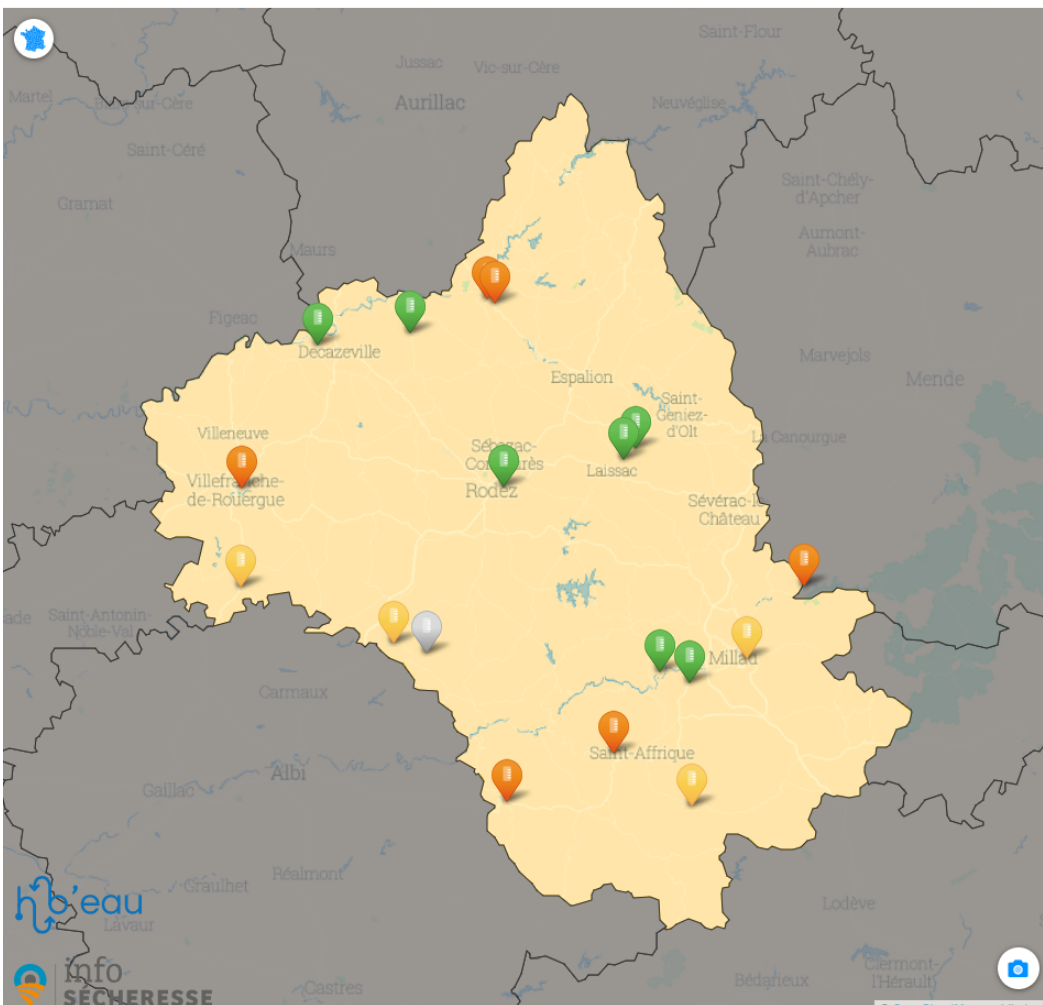 Saint-Flour
Jussac
Vic-sur-Cère
Martel
Aurillac
Neuvéglise
Saint-Céré
Saint-Chély-
d'Apcher
Gramat
Aumont-
Aubrac
Maurs
Figeac
Decazeville
Marvejols
Espalion
Mende
Saint-
Geniez-
d'Olt
Villeneuve
La Canourgue
Laissac
Villefranche-
de-Rouergue
Rodez
Sévérac-le
Château
Saint-Antonin-
Noble-Val
Millau
Carmaux
Saint-Affrique
Albi
Gaillac
Réalmont
Graulhet
h b'eau
Lodève
Lavaur
info
SÉCHERESSE
Castres
Bédarieux
Clermont-
l'Hérault